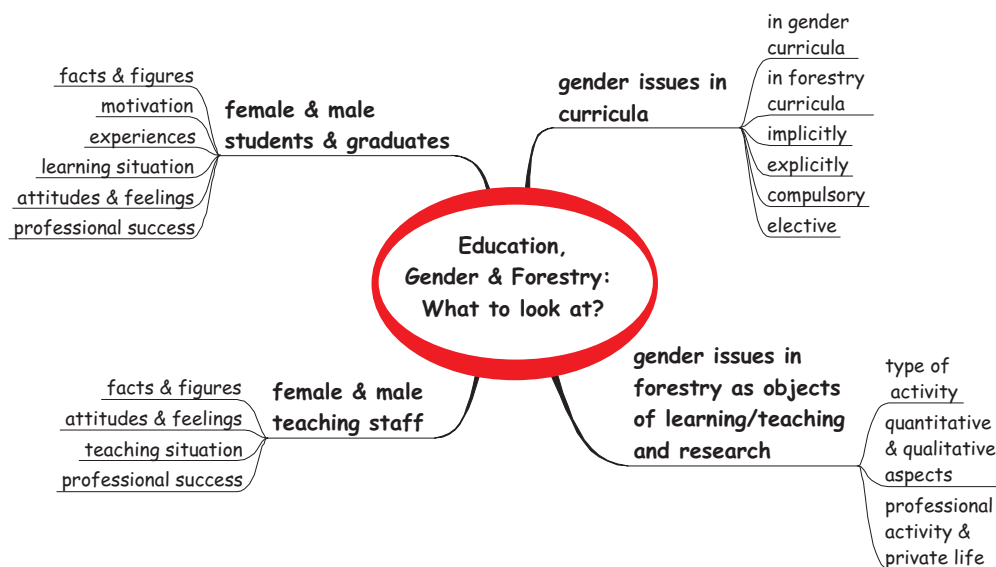 facts & figures
motivation
experiences
learning situation
attitudes & feelings
professional success
female & male
students & graduates
gender issues in
curricula
in gender
curricula
in forestry
curricula
implicitly
explicitly
compulsory
elective
Education,
Gender & Forestry:
What to look at?
facts & figures
attitudes & feelings
teaching situation
professional success
female & male
teaching staff
gender issues in
forestry as objects
of learning/teaching
and research
type of
activity
quantitative
& qualitative
aspects
professional
activity &
private life